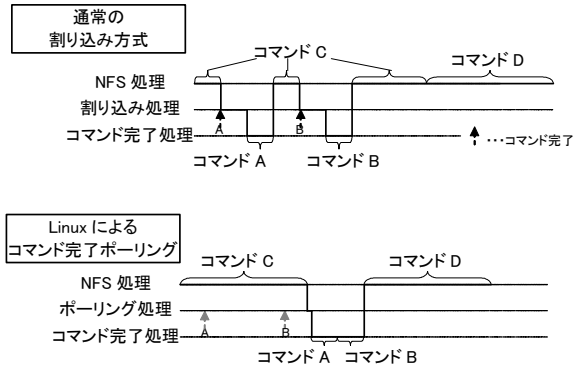 通常の
割り込み方式
コマンド C
コマンド D
NFS 処理
割り込み処理
コマンド完了処理
A
B
…コマンド完了
コマンド A
コマンド B
Linux による
コマンド完了ポーリング
コマンド C
コマンド D
NFS 処理
ポーリング処理
コマンド完了処理
A
B
コマンド A
コマンド B